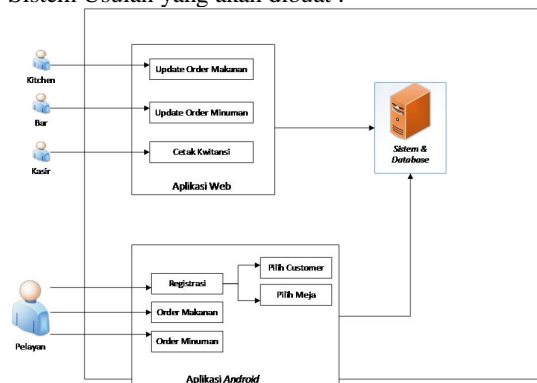 Sistem Usulan yang akan dibuat :
Kitchen
Update Order Makanan
Bar
Update Order Minuman
Kasir
Cetak Kwitansi
Aplikasi Web
Sistem &
Database
Pelayan
Registrasi
Pilih Customer
Pilih Meja
Order Makanan
Order Minuman
Aplikasi Android